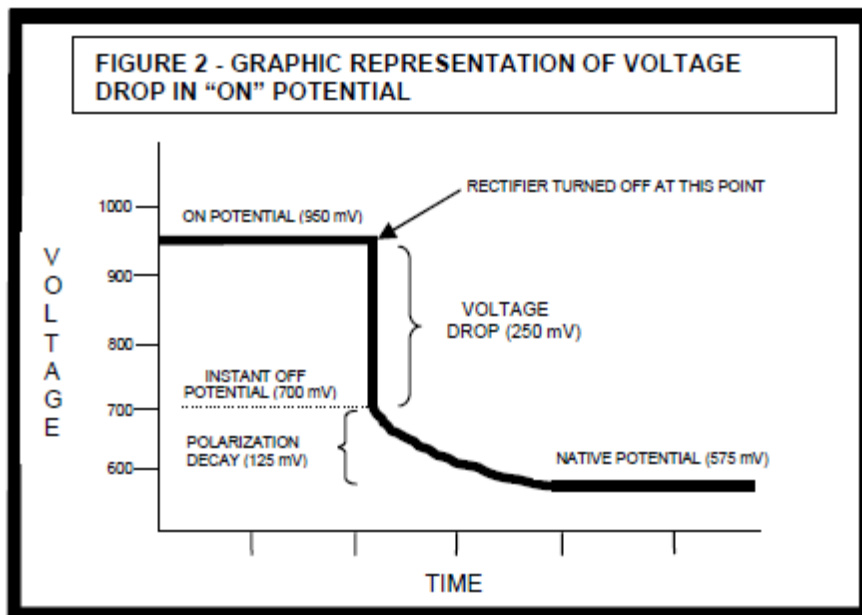 FIGURE 2 - GRAPHIC REPRESENTATION OF VOLTAGE
DROP IN “ON” POTENTIAL
RECTIFIER TURNED OFF AT THIS POINT
1000
ON POTENTIAL (950 mV)
VOLTAGE
900
VOLTAGE
DROP (250 mV)
800
INSTANT OFF
POTENTIAL (700 mV)
700
POLARIZATION
DECAY (125 mV)
NATIVE POTENTIAL (575 mV)
600
TIME